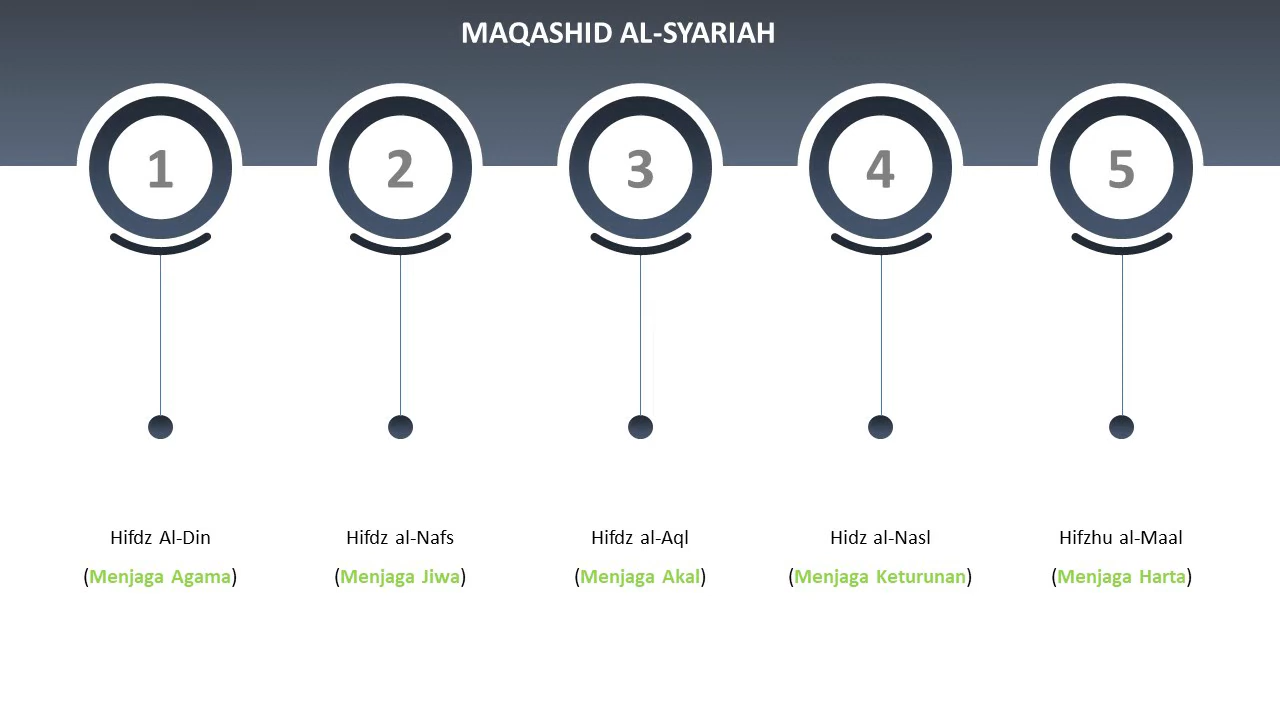 MAQASHID AL-SYARIAH
1 2 3 4 5
Hifdz Al-Din
(Menjaga Agama)
Hifdz al-Nafs
(Menjaga Jiwa)
Hifdz al-Aql
(Menjaga Akal)
Hidz al-Nasl
(Menjaga Keturunan)
Hifzhu al-Maal
(Menjaga Harta)